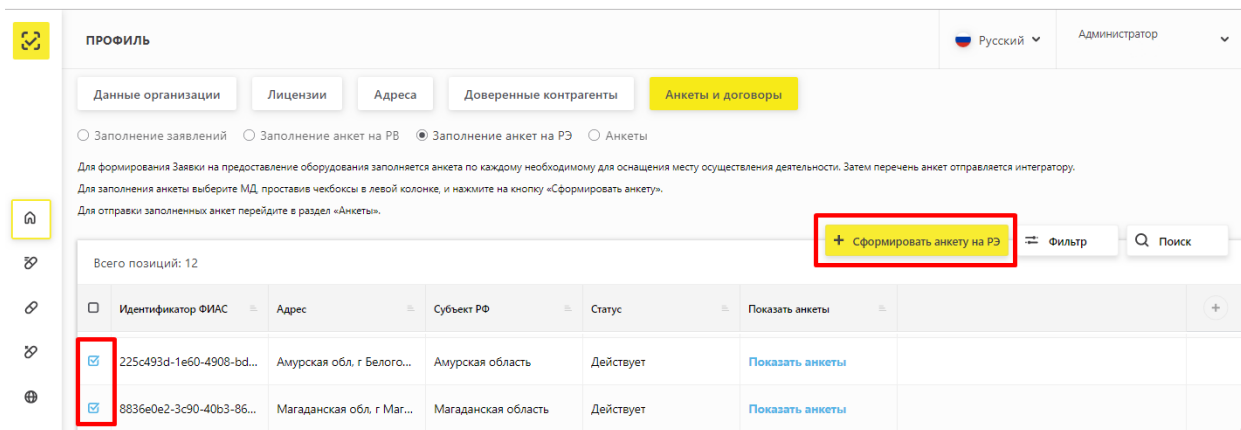 ПРОФИЛЬ
Русский
Администратор
Данные организации Лицензии Адреса Доверенные контрагенты Анкеты и договоры
Заполнение заявлений Заполнение анкет на РВ Заполнение анкет на РЭ Анкеты
Для формирования Заявки на предоставление оборудования заполняется анкета по каждому необходимому для оснащения месту осуществления деятельности. Затем перечень анкет отправляется интегратору.
Для заполнения анкеты выберите МД, проставив чекбоксы в левой колонке, и нажмите на кнопку «Сформировать анкету».
Для отправки заполненных анкет перейдите в раздел «Анкеты».
+ Сформировать анкету на РЭ Фильтр Поиск
Всего позиций: 12
Идентификатор ФИАС Адрес Субъект РФ Статус Показать анкеты +
225c493d-1e60-4908-bd... Амурская обл, г Белого... Амурская область Действует Показать анкеты
8836e0e2-3c90-40b3-86... Магаданская обл, г Маг... Магаданская область Действует Показать анкеты